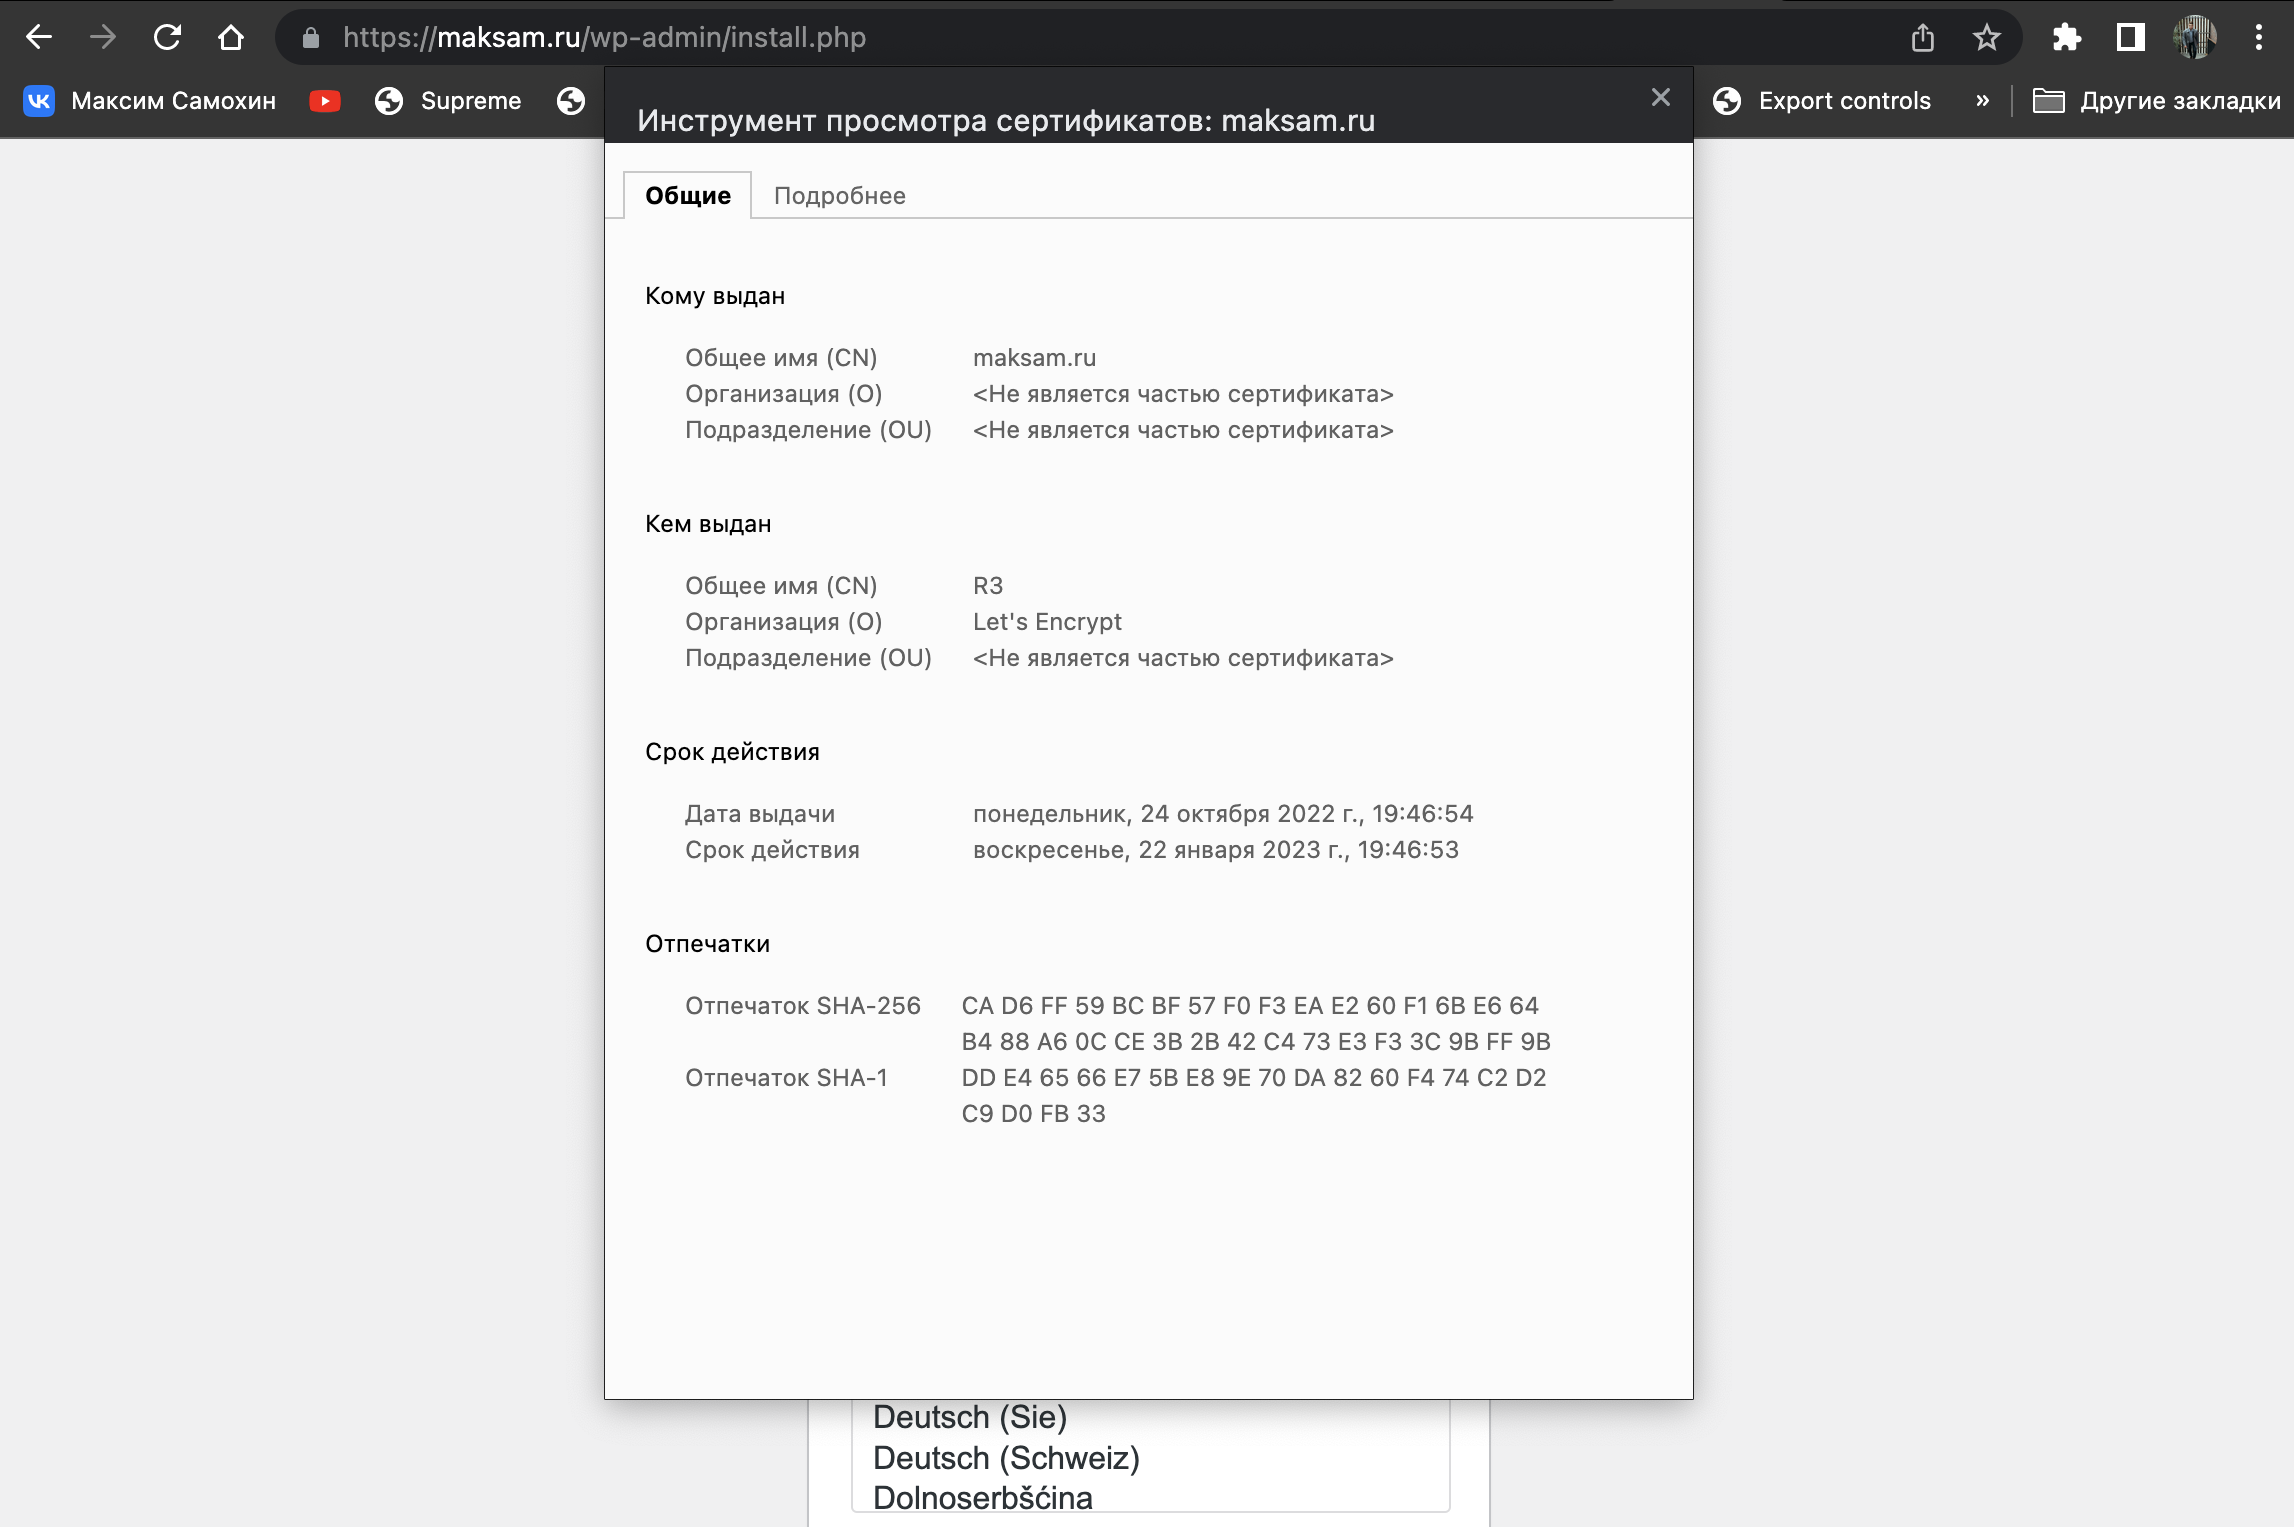 https://maksam.ru/wp-admin/install.php
Максим Самохин
Supreme
Export controls
»
Другие закладки
Инструмент просмотра сертификатов: maksam.ru
Общие Подробнее
Кому выдан
Общее имя (CN) maksam.ru
Организация (O) <Не является частью сертификата>
Подразделение (OU) <Не является частью сертификата>
Кем выдан
Общее имя (CN) R3
Организация (O) Let's Encrypt
Подразделение (OU) <Не является частью сертификата>
Срок действия
Дата выдачи понедельник, 24 октября 2022 г., 19:46:54
Срок действия воскресенье, 22 января 2023 г., 19:46:53
Отпечатки
Отпечаток SHA-256 CA D6 FF 59 BC BF 57 F0 F3 EA E2 60 F1 6B E6 64
B4 88 A6 0C CE 3B 2B 42 C4 73 E3 F3 3C 9B FF 9B
Отпечаток SHA-1 DD E4 65 66 E7 5B E8 9E 70 DA 82 60 F4 74 C2 D2
C9 D0 FB 33
Deutsch (Sie)
Deutsch (Schweiz)
Dolnoserbšćina